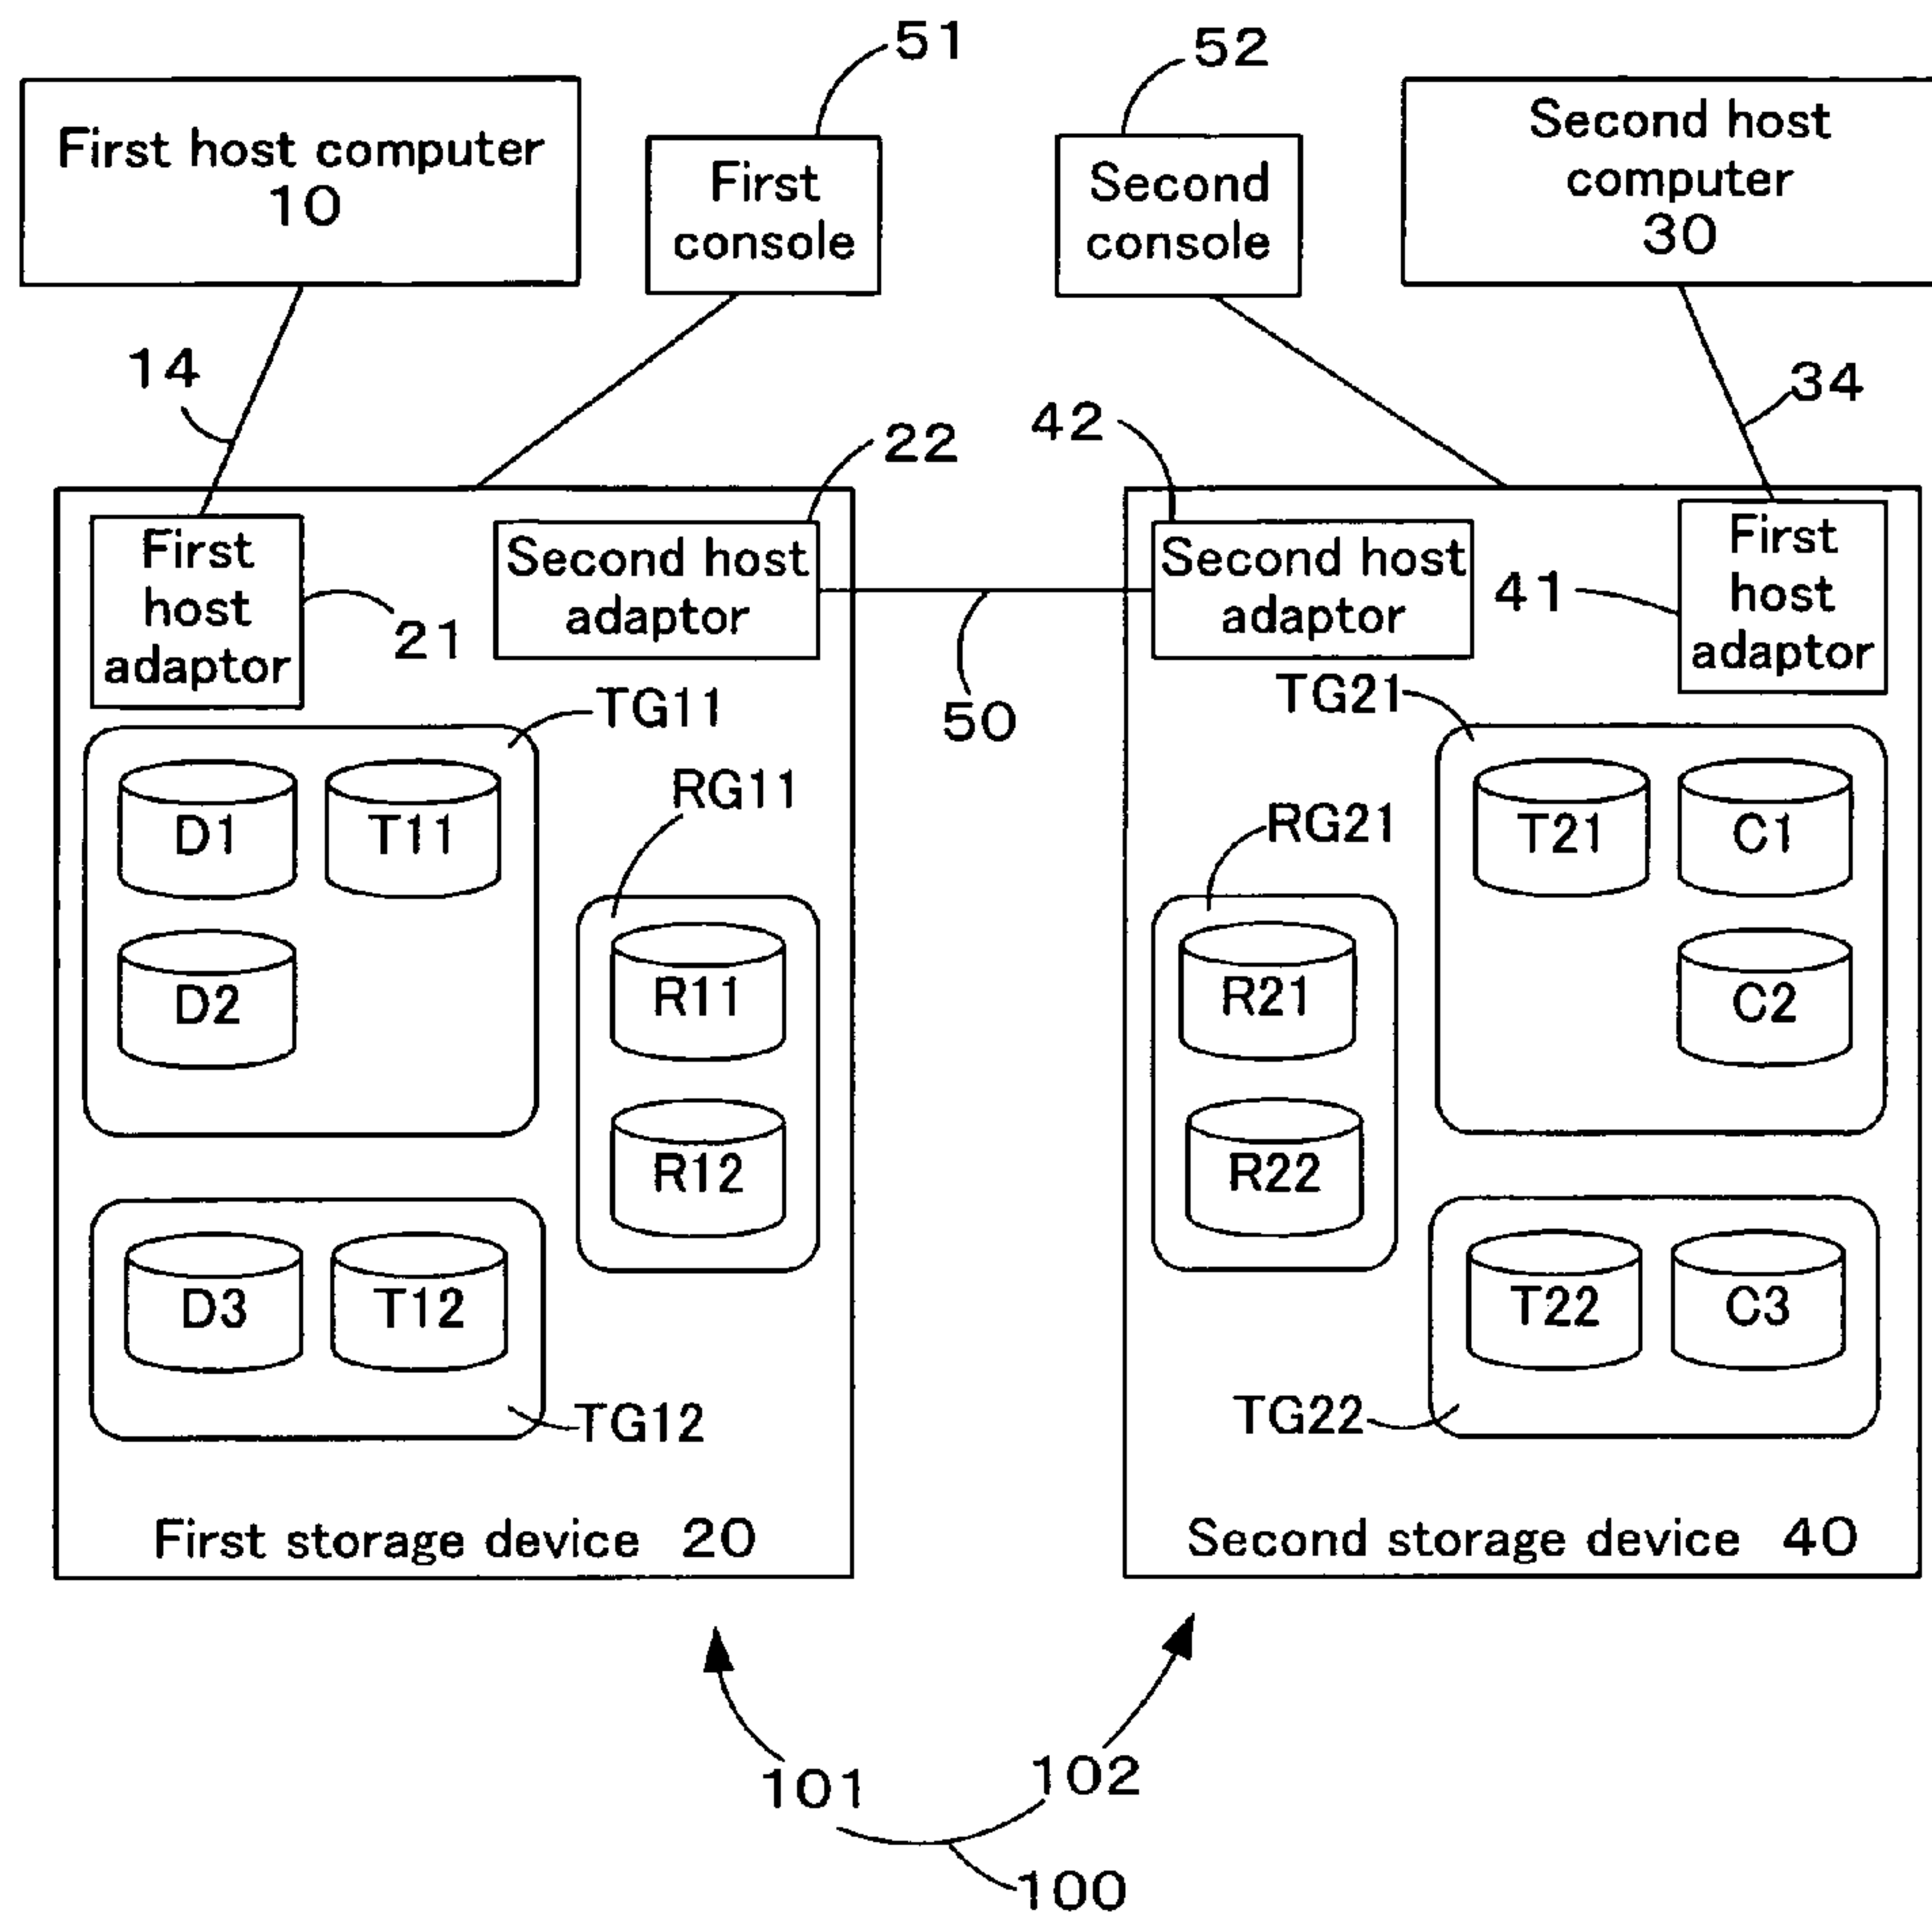 51
52
First host computer
10
First
console
Second
console
Second host
computer
30
14
34
22
42
First
host
adaptor
21
Second host
adaptor
50
Second host
adaptor
41
First
host
adaptor
TG11
TG21
RG11
RG21
D1
T11
D2
R11
R12
T21
C1
C2
R21
R22
D3
T12
TG12
T22
C3
TG22
First storage device 20
Second storage device 40
101
102
100